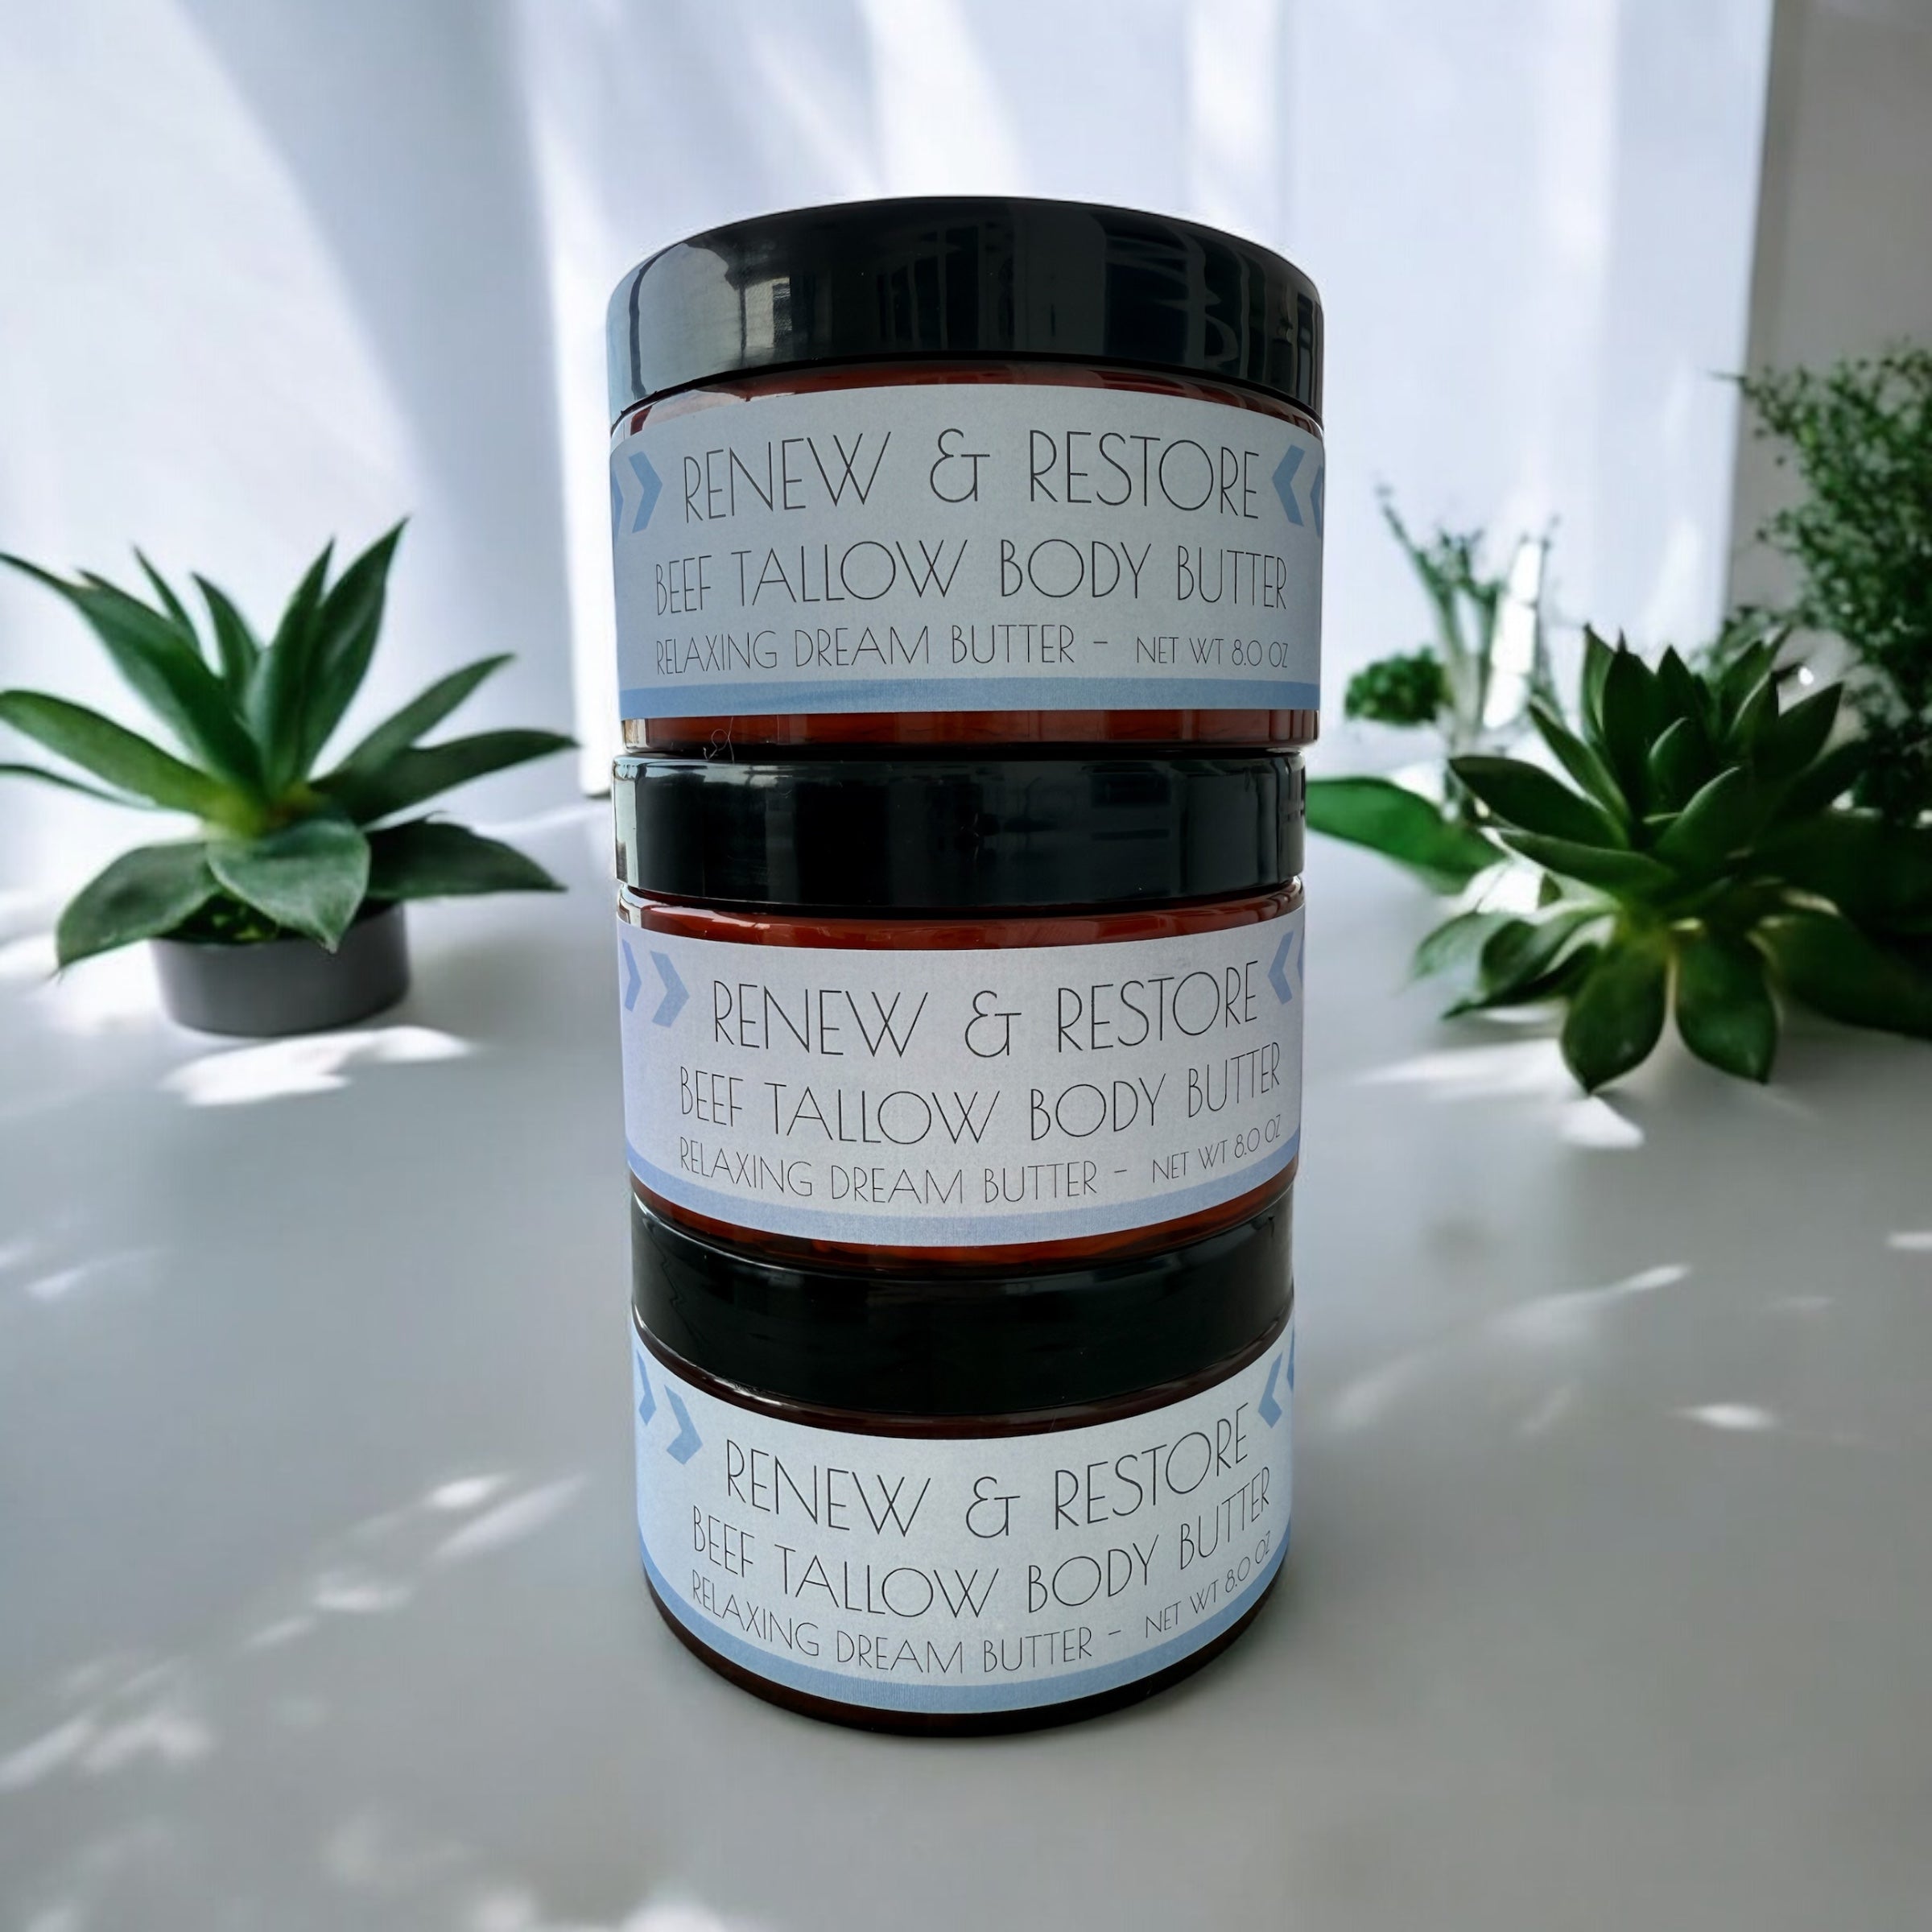 RENEW & RESTORE
BEEF TALLOW BODY BUTTER
RELAXING DREAM BUTTER - NET WT 8.0 OZ
RENEW & RESTORE
BEEF TALLOW BODY BUTTER
RELAXING DREAM BUTTER - NET WT 8.0 OZ
RENEW & RESTORE
BEEF TALLOW BODY BUTTER
RELAXING DREAM BUTTER - NET WT 8.0 OZ